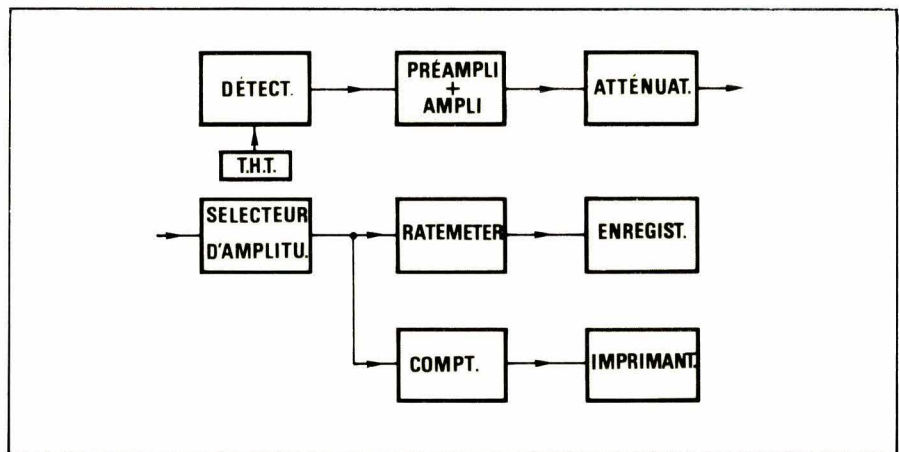 DÉTECT.
PRÉAMPLI
+
AMPLI
ATTÉNUAT.
T.H.T.
SELECTEUR
D'AMPLITU.
RATEMETER
ENREGIST.
COMPT.
IMPRIMANT.